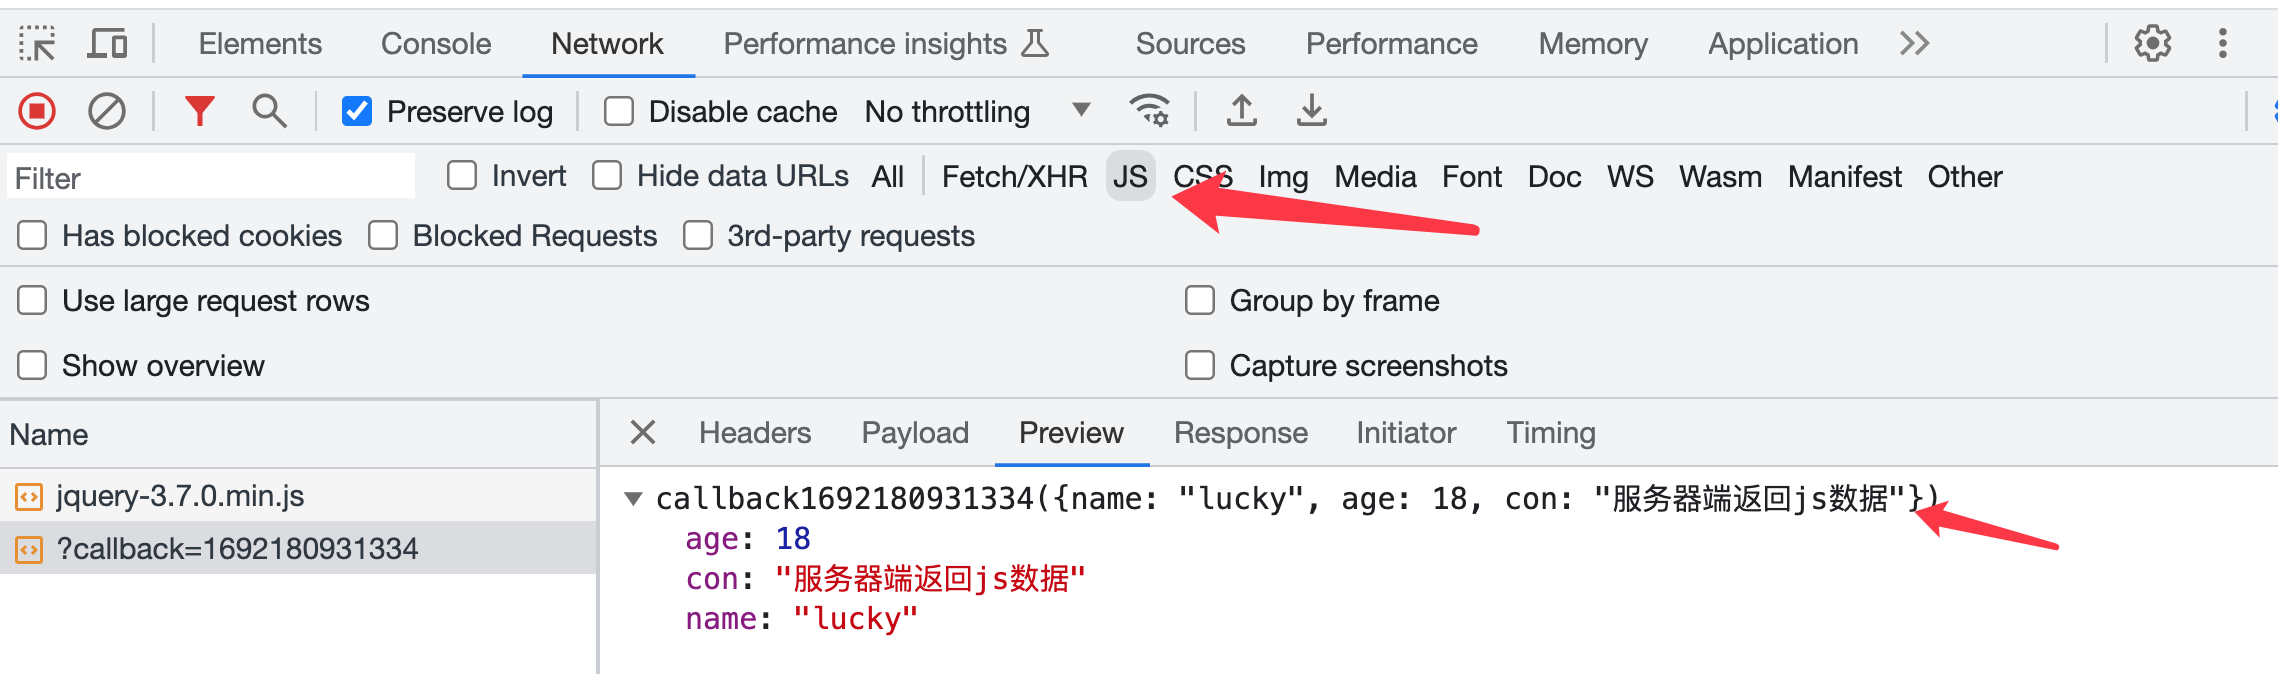 Elements Console Network Performance insights Sources Performance Memory Application
Preserve log Disable cache No throttling
Filter Invert Hide data URLs All Fetch/XHR JS CSS Img Media Font Doc WS Wasm Manifest Other
Has blocked cookies Blocked Requests 3rd-party requests
Use large request rows Group by frame
Show overview Capture screenshots
Name Headers Payload Preview Response Initiator Timing
jquery-3.7.0.min.js
?callback=1692180931334
callback1692180931334({name: "lucky", age: 18, con: "服务器端返回js数据"})
age: 18
con: "服务器端返回js数据"
name: "lucky"